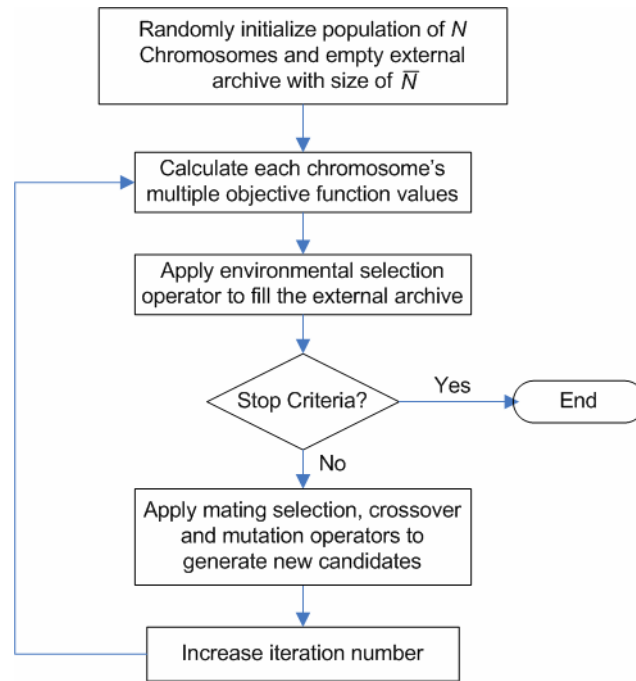 Randomly initialize population of N
Chromosomes and empty external
archive with size of N̅
Calculate each chromosome's
multiple objective function values
Apply environmental selection
operator to fill the external archive
Stop Criteria?
Yes
End
No
Apply mating selection, crossover
and mutation operators to
generate new candidates
Increase iteration number